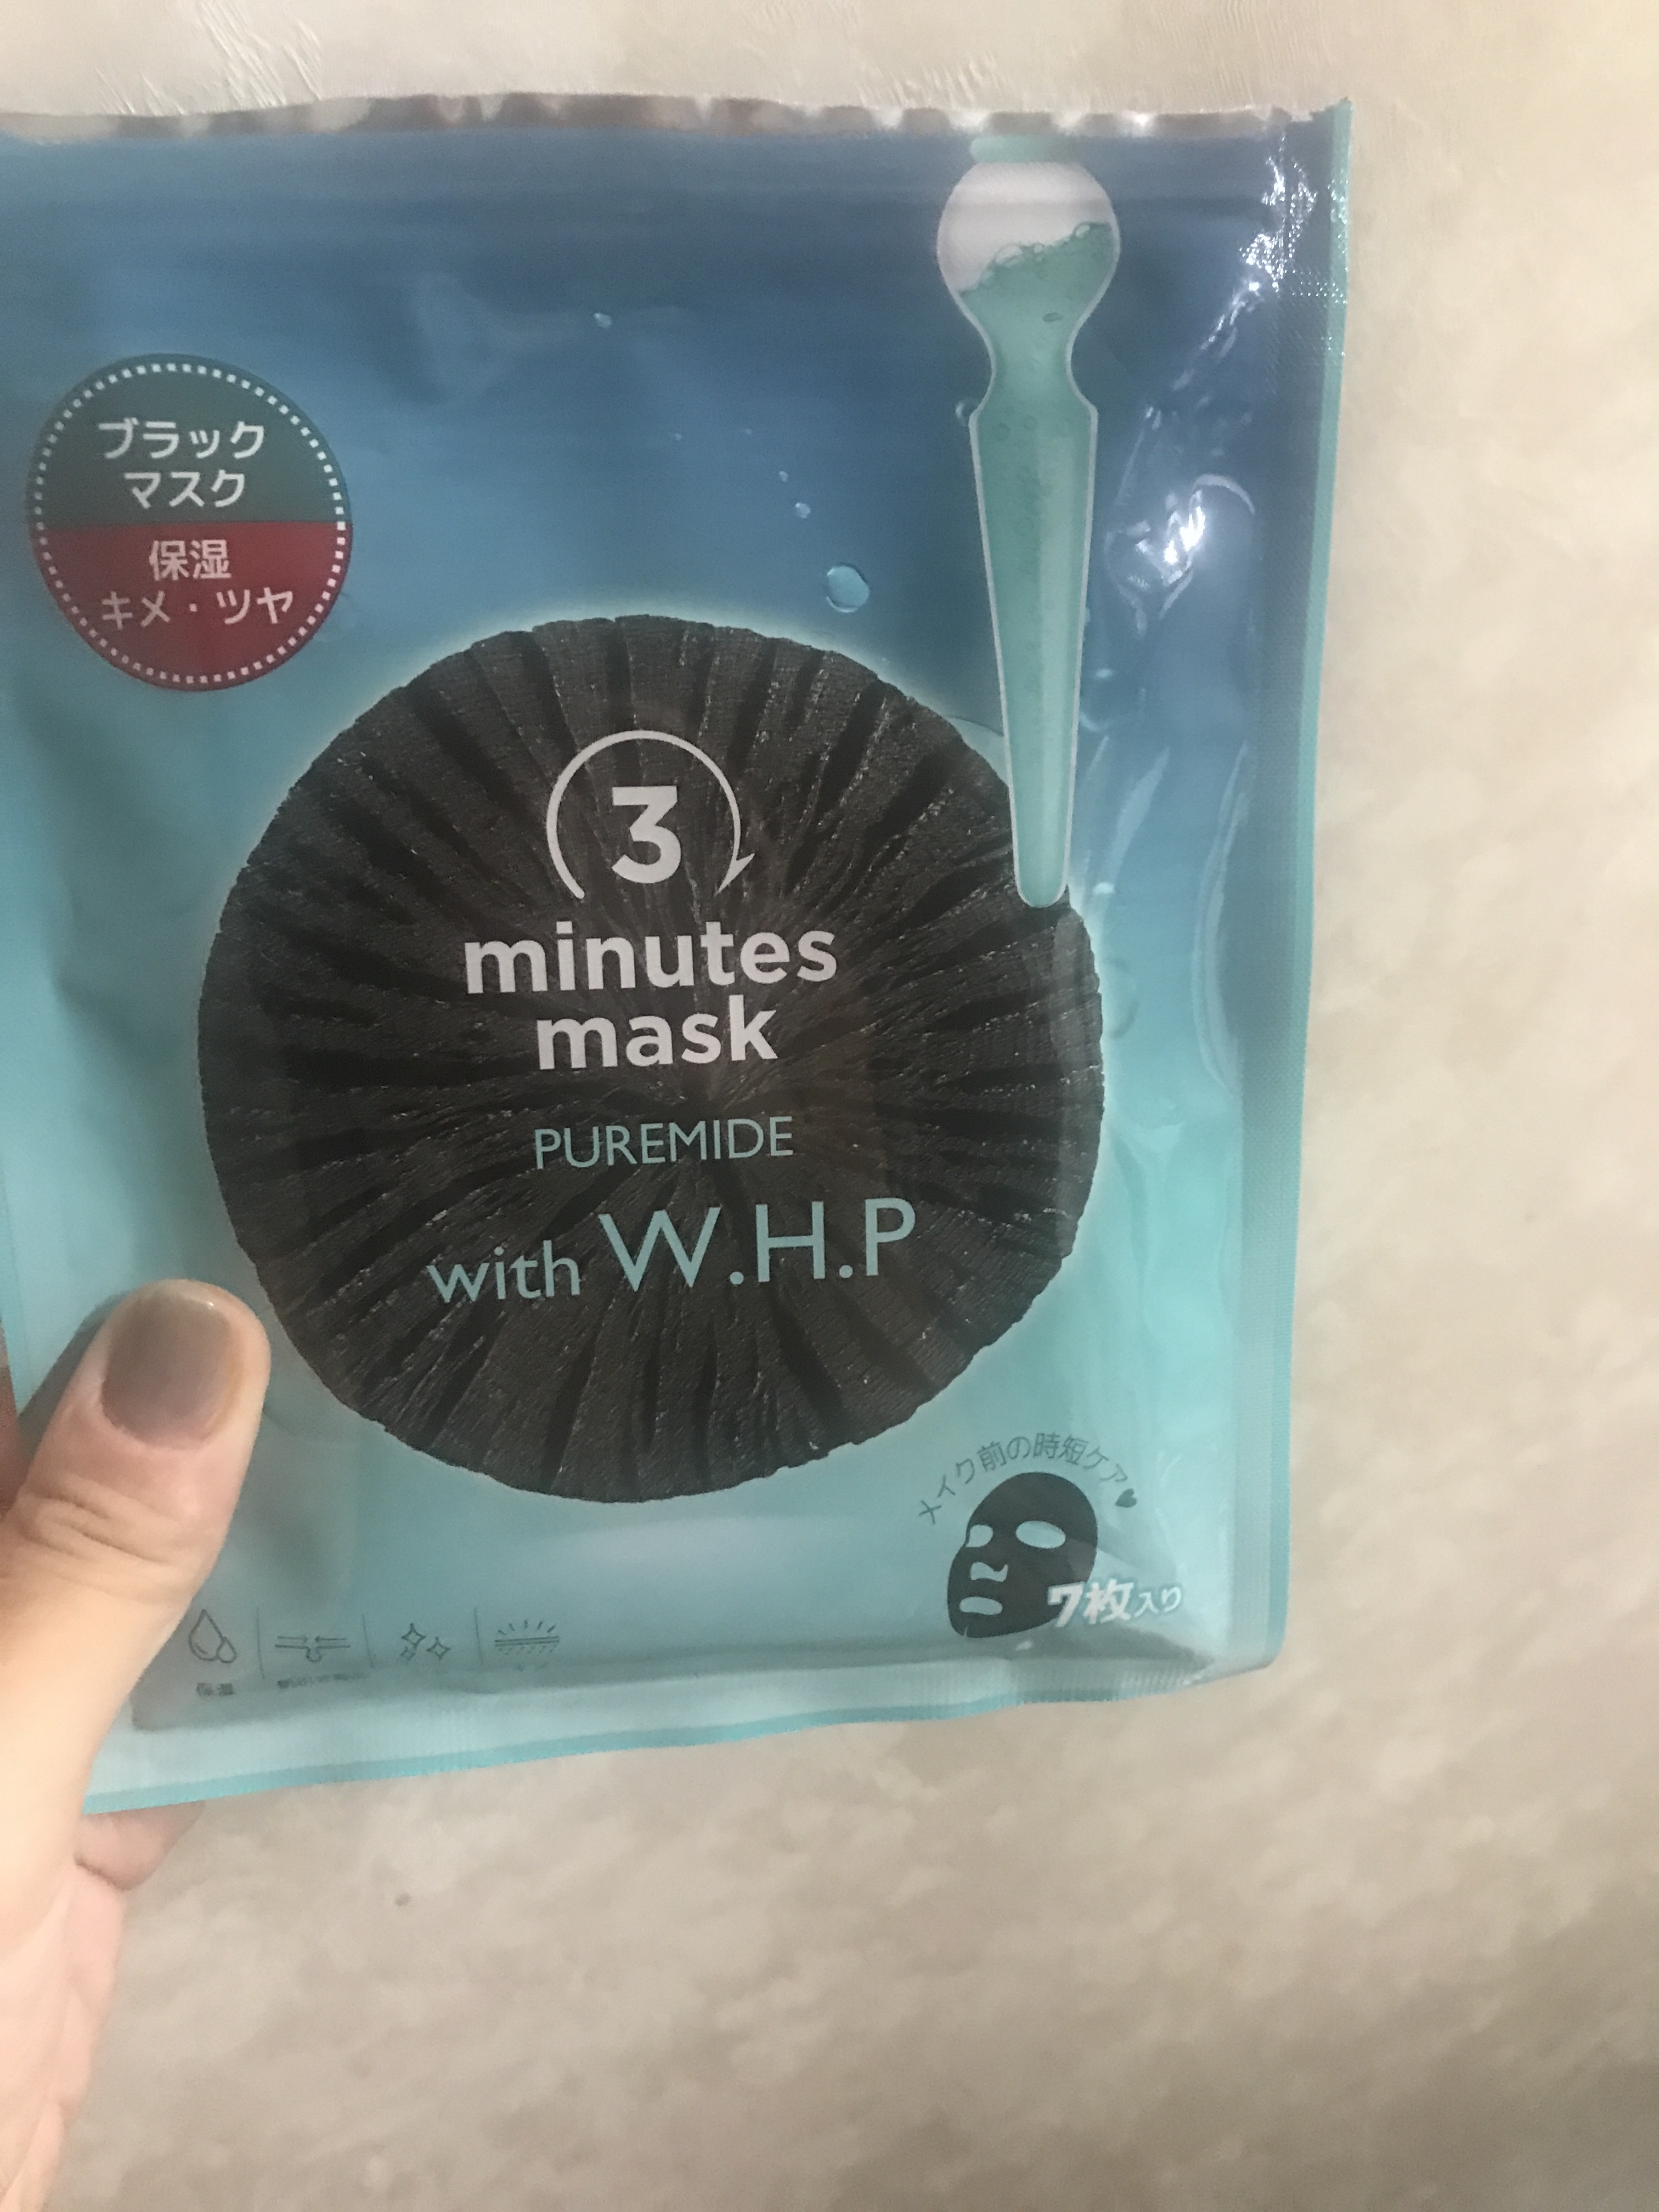 ブラック
マスク
保湿
キメ・ツヤ
3
minutes
mask
PUREMIDE
with W.H.P
メイク前の時短ケア♥
7枚入り
保湿